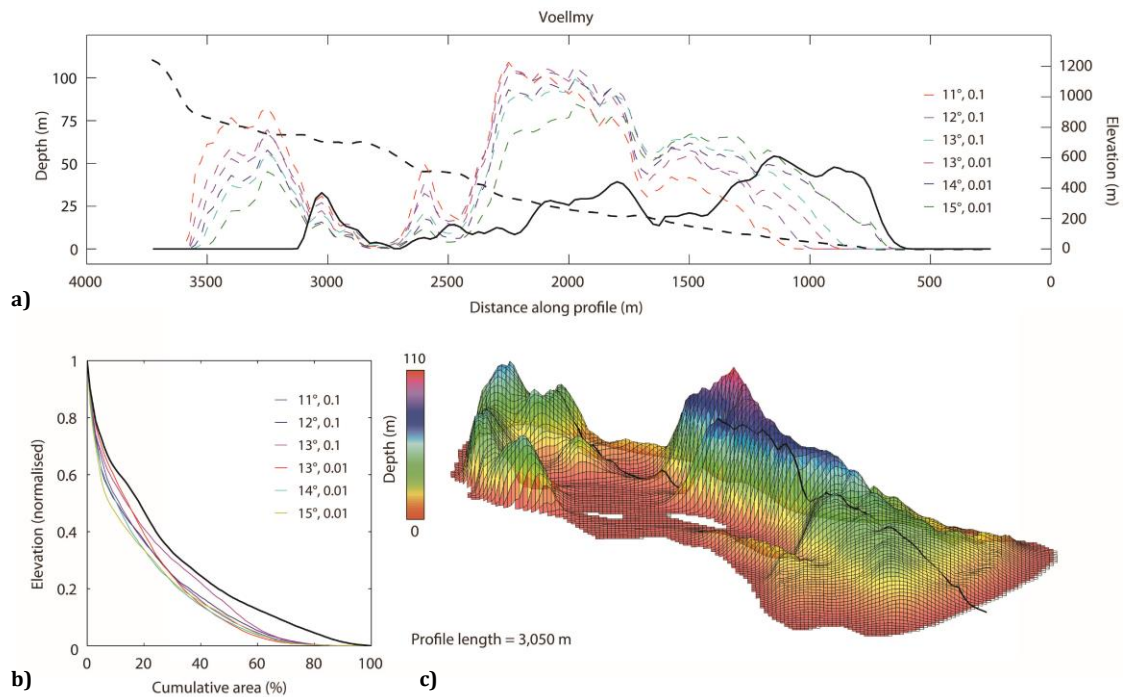 Voellmy
100
75
50
25
0
Depth (m)
1200
1000
800
600
400
200
0
Elevation (m)
11°, 0.1
12°, 0.1
13°, 0.1
13°, 0.01
14°, 0.01
15°, 0.01
4000 3500 3000 2500 2000 1500 1000 500 0
Distance along profile (m)
a)
1
0.8
0.6
0.4
0.2
0
Elevation (normalised)
11°, 0.1
12°, 0.1
13°, 0.1
13°, 0.01
14°, 0.01
15°, 0.01
0 20 40 60 80 100
Cumulative area (%)
b)
110
Depth (m)
0
Profile length = 3,050 m
c)